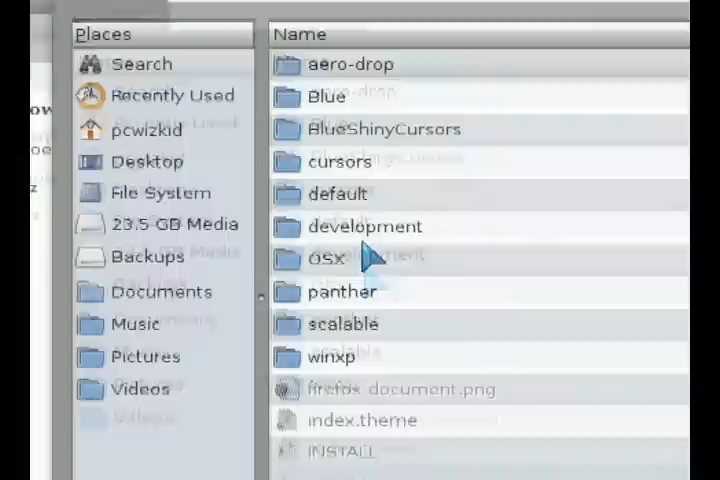 Places
Search
Recently Used
pcwizkid
Desktop
File System
23.5 GB Media
Backups
Documents
Music
Pictures
Videos
Name
aero-drop
Blue
BlueShinyCursors
cursors
default
development
OSX
panther
scalable
winxp
firefox document.png
index.theme
INSTALL